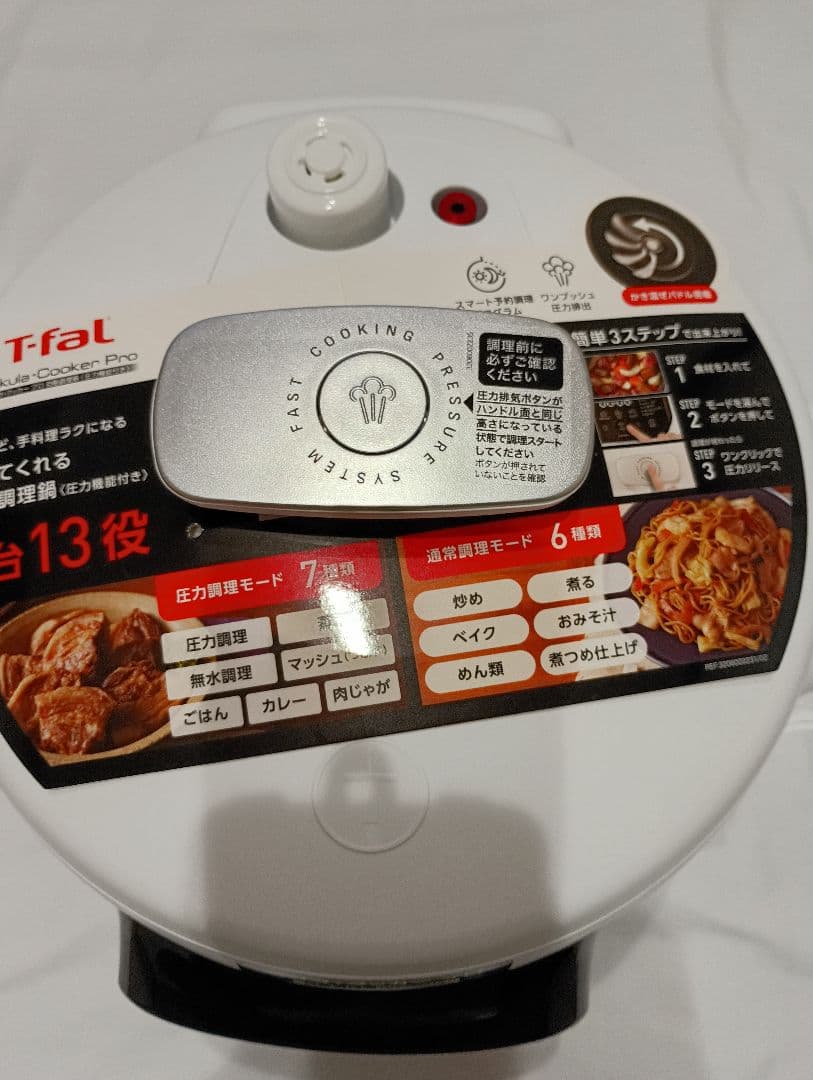 スマート予約調理
ワンプッシュ
圧力排出
かき混ぜパドル搭載
T-fal
kula-Cooker Pro
ど、手料理ラクになる
てくれる
調理鍋〈圧力機能付き〉
台13役
FAST COOKING PRESSURE SYSTEM
調理前に
必ずご確認
ください
圧力排気ボタンが
ハンドル面と同じ
高さになっている
状態で調理スタート
してください
ボタンが押されて
いないことを確認
簡単3ステップで出来上がり!!
STEP 1 食材を入れて
STEP 2 モードを選んで
ボタンを押して
STEP 3 ワンクリックで
圧力リリース
圧力調理モード 7種類
圧力調理
無水調理
ごはん
カレー
肉じゃが
通常調理モード 6種類
炒め
煮る
ベイク
おみそ汁
めん類
煮つめ仕上げ